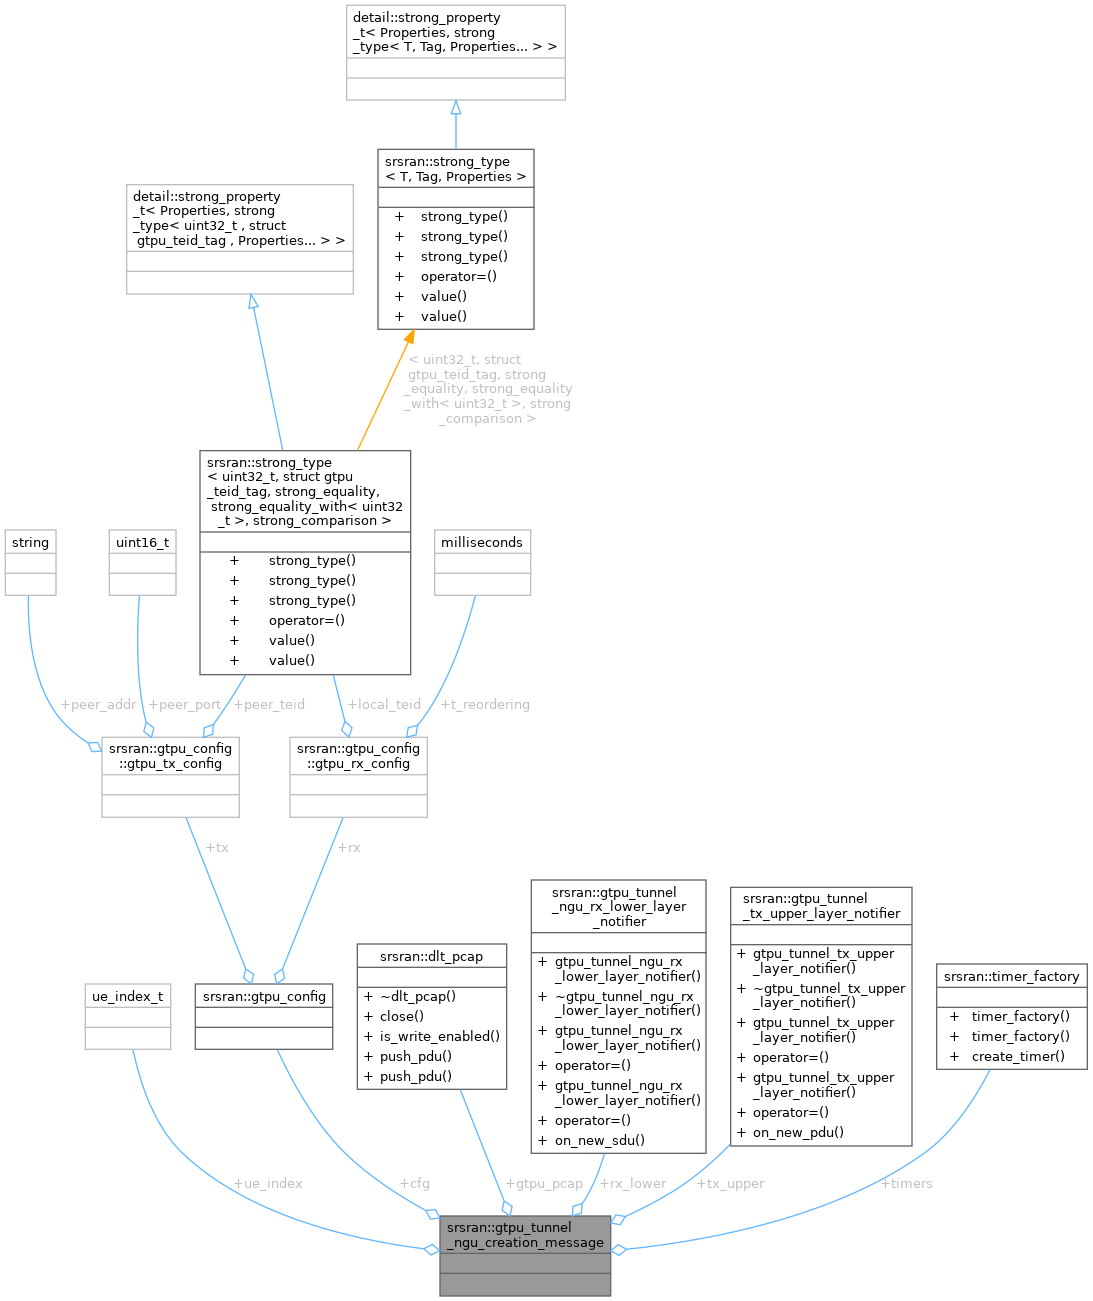 detail::strong_property
_t< Properties, strong
_type< T, Tag, Properties... > >
srsran::strong_type
< T, Tag, Properties >
+ strong_type()
+ strong_type()
+ strong_type()
+ operator=()
+ value()
+ value()
detail::strong_property
_t< Properties, strong
_type< uint32_t , struct
gtpu_teid_tag , Properties... > >
< uint32_t, struct
gtpu_teid_tag, strong
_equality, strong_equality
_with< uint32_t >, strong
_comparison >
srsran::strong_type
< uint32_t, struct gtpu
_teid_tag, strong_equality,
strong_equality_with< uint32
_t >, strong_comparison >
+ strong_type()
+ strong_type()
+ strong_type()
+ operator=()
+ value()
+ value()
string
uint16_t
milliseconds
+peer_addr
+peer_port
+peer_teid
+local_teid
+t_reordering
srsran::gtpu_config
::gtpu_tx_config
srsran::gtpu_config
::gtpu_rx_config
+tx
+rx
ue_index_t
srsran::gtpu_config
srsran::dlt_pcap
+ ~dlt_pcap()
+ close()
+ is_write_enabled()
+ push_pdu()
+ push_pdu()
srsran::gtpu_tunnel
_ngu_rx_lower_layer
_notifier
+ gtpu_tunnel_ngu_rx
_lower_layer_notifier()
+ ~gtpu_tunnel_ngu_rx
_lower_layer_notifier()
+ gtpu_tunnel_ngu_rx
_lower_layer_notifier()
+ operator=()
+ gtpu_tunnel_ngu_rx
_lower_layer_notifier()
+ operator=()
+ on_new_sdu()
srsran::gtpu_tunnel
_tx_upper_layer_notifier
+ gtpu_tunnel_tx_upper
_layer_notifier()
+ ~gtpu_tunnel_tx_upper
_layer_notifier()
+ gtpu_tunnel_tx_upper
_layer_notifier()
+ operator=()
+ gtpu_tunnel_tx_upper
_layer_notifier()
+ operator=()
+ on_new_pdu()
srsran::timer_factory
+ timer_factory()
+ timer_factory()
+ create_timer()
+ue_index
+cfg
+gtpu_pcap
+rx_lower
+tx_upper
+timers
srsran::gtpu_tunnel
_ngu_creation_message